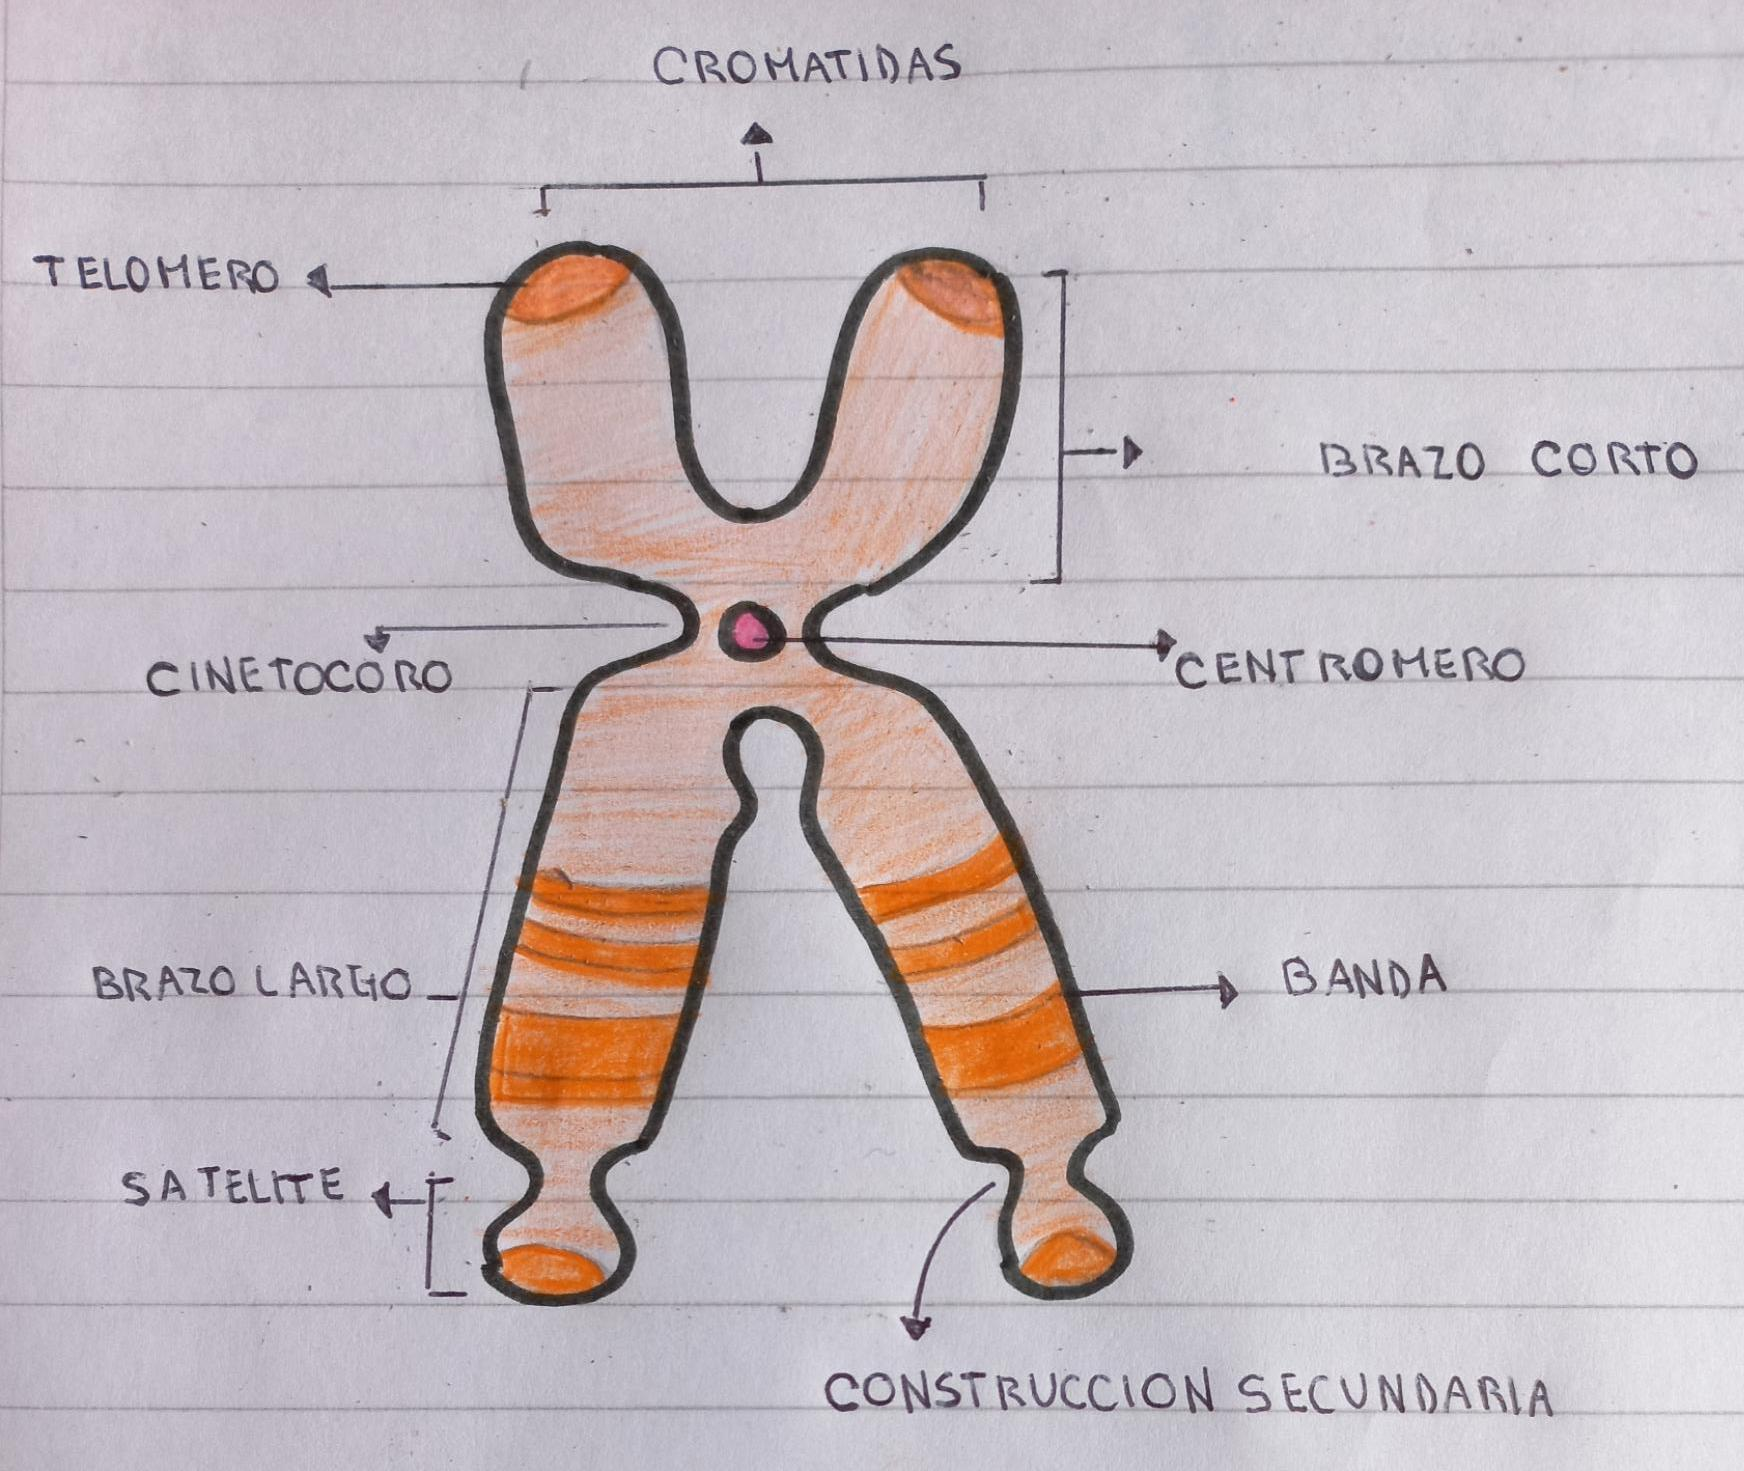 CROMATIDAS
TELOMERO
BRAZO CORTO
CINETOCORO
CENTROMERO
BRAZO LARGO
BANDA
SATELITE
CONSTRUCCION SECUNDARIA